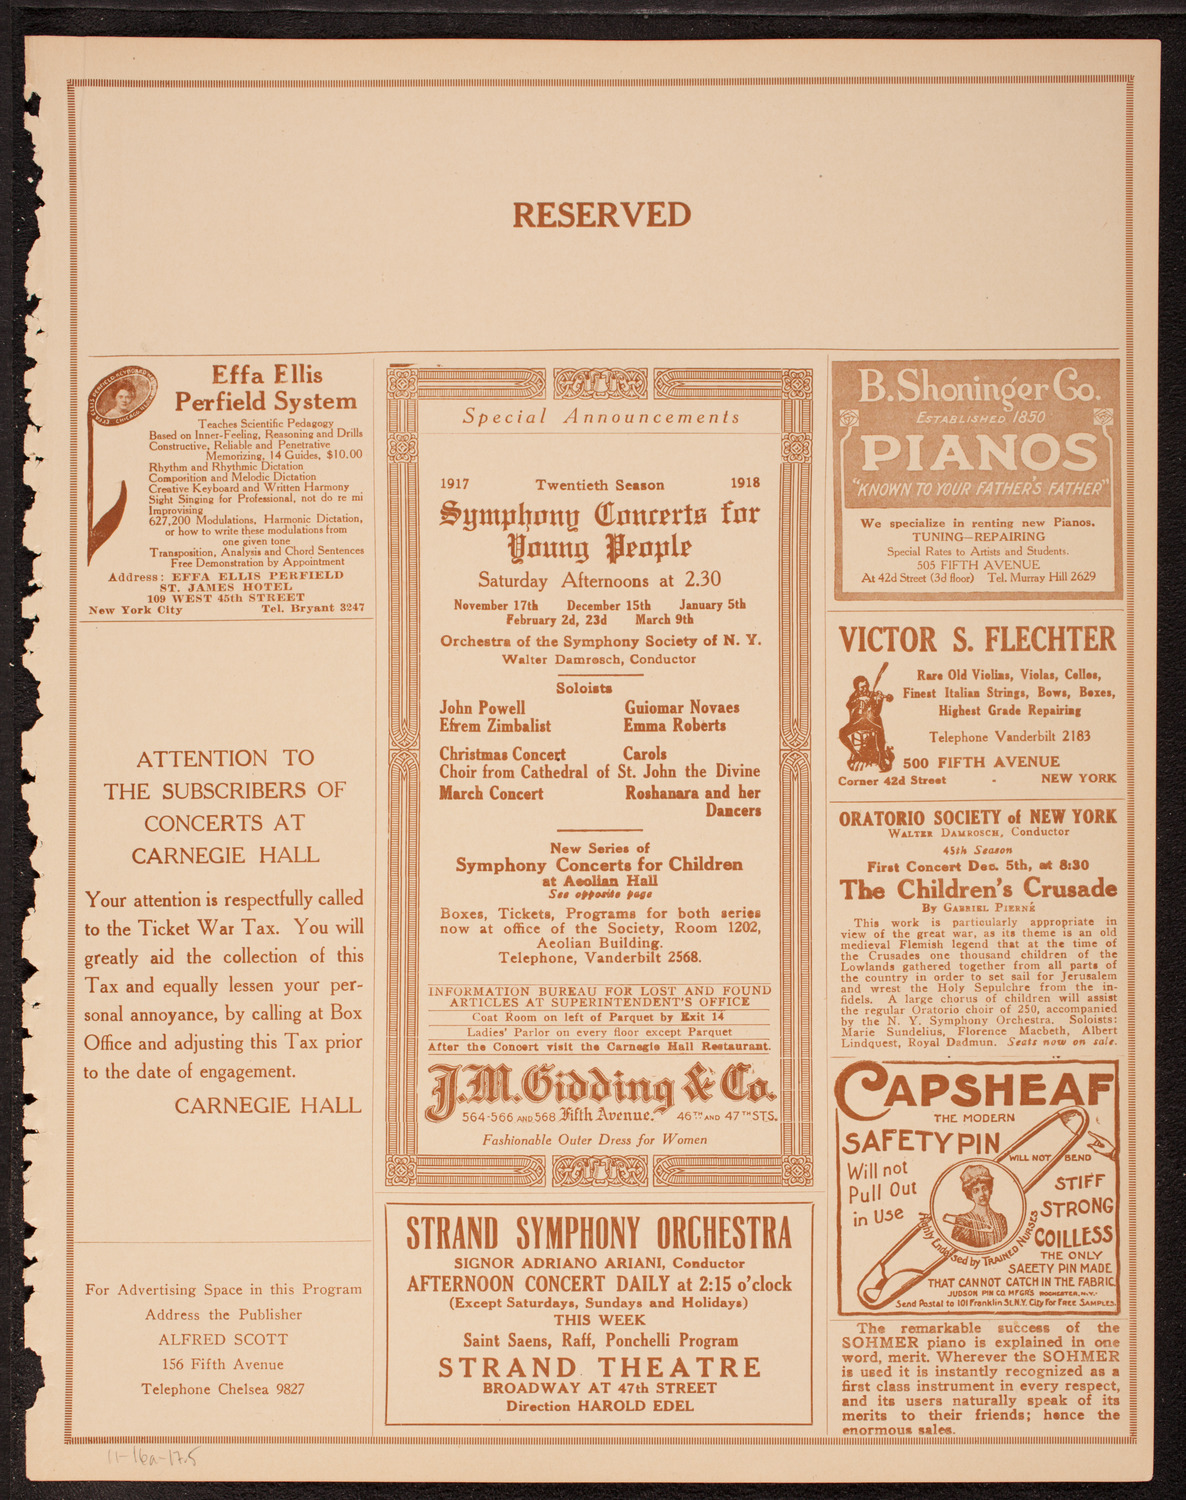 RESERVED
Effa Ellis
Perfield System
Teaches Scientific Pedagogy
Based on Inner-Feeling, Reasoning and Drills
Constructive, Reliable and Penetrative
Memorizing, 14 Guides, $10.00
Rhythm and Rhythmic Dictation
Composition and Melodic Dictation
Creative Keyboard and Written Harmony
Sight Singing for Professional, not do re mi
Improvising
627,200 Modulations, Harmonic Dictation,
or how to write these modulations from
one given tone
Transposition, Analysis and Chord Sentences
Free Demonstration by Appointment
Address: EFFA ELLIS PERFIELD
ST. JAMES HOTEL
109 WEST 45th STREET
New York City Tel. Bryant 3247
ATTENTION TO
THE SUBSCRIBERS OF
CONCERTS AT
CARNEGIE HALL
Your attention is respectfully called
to the Ticket War Tax. You will
greatly aid the collection of this
Tax and equally lessen your per-
sonal annoyance, by calling at Box
Office and adjusting this Tax prior
to the date of engagement.
CARNEGIE HALL
For Advertising Space in this Program
Address the Publisher
ALFRED SCOTT
156 Fifth Avenue
Telephone Chelsea 9827
Special Announcements
1917 Twentieth Season 1918
Symphony Concerts for
Young People
Saturday Afternoons at 2.30
November 17th December 15th January 5th
February 2d, 23d March 9th
Orchestra of the Symphony Society of N. Y.
Walter Damrosch, Conductor
Soloists
John Powell Guiomar Novaes
Efrem Zimbalist Emma Roberts
Christmas Concert Carols
Choir from Cathedral of St. John the Divine
March Concert Roshanara and her
Dancers
New Series of
Symphony Concerts for Children
at Aeolian Hall
See opposite page
Boxes, Tickets, Programs for both series
now at office of the Society, Room 1202,
Aeolian Building.
Telephone, Vanderbilt 2568.
INFORMATION BUREAU FOR LOST AND FOUND
ARTICLES AT SUPERINTENDENT'S OFFICE
Coat Room on left of Parquet by Exit 14
Ladies' Parlor on every floor except Parquet
After the Concert visit the Carnegie Hall Restaurant.
J.M. Gidding & Co.
564-566 AND 568 Fifth Avenue. 46TH AND 47TH STS.
Fashionable Outer Dress for Women
STRAND SYMPHONY ORCHESTRA
SIGNOR ADRIANO ARIANI, Conductor
AFTERNOON CONCERT DAILY at 2:15 o'clock
(Except Saturdays, Sundays and Holidays)
THIS WEEK
Saint Saens, Raff, Ponchelli Program
STRAND THEATRE
BROADWAY AT 47th STREET
Direction HAROLD EDEL
B. Shoninger Co.
ESTABLISHED 1850
PIANOS
"KNOWN TO YOUR FATHER'S FATHER"
We specialize in renting new Pianos.
TUNING—REPAIRING
Special Rates to Artists and Students.
505 FIFTH AVENUE
At 42d Street (3d floor) Tel. Murray Hill 2629
VICTOR S. FLECHTER
Rare Old Violins, Violas, Cellos,
Finest Italian Strings, Bows, Boxes,
Highest Grade Repairing
Telephone Vanderbilt 2183
500 FIFTH AVENUE
Corner 42d Street - NEW YORK
ORATORIO SOCIETY of NEW YORK
WALTER DAMROSCH, Conductor
45th Season
First Concert Dec. 5th, at 8:30
The Children's Crusade
By GABRIEL PIERNÉ
This work is particularly appropriate in
view of the great war, as its theme is an old
medieval Flemish legend that at the time of
the Crusades one thousand children of the
Lowlands gathered together from all parts of
the country in order to set sail for Jerusalem
and wrest the Holy Sepulchre from the in-
fidels. A large chorus of children will assist
the regular Oratorio choir of 250, accompanied
by the N. Y. Symphony Orchestra. Soloists:
Marie Sundelius, Florence Macbeth, Albert
Lindquest, Royal Dadmun. Seats now on sale.
CAPSHEAF
THE MODERN
SAFETY PIN
WILL NOT BEND
Will not
Pull Out
in Use
STIFF
STRONG
COILLESS
Highly Endorsed by TRAINED NURSES
THE ONLY
SAEETY PIN MADE
THAT CANNOT CATCH IN THE FABRIC
JUDSON PIN CO. MFGRS ROCHESTER, N.Y.
Send Postal to 101 Franklin St. N.Y. City for FREE SAMPLES.
The remarkable success of the
SOHMER piano is explained in one
word, merit. Wherever the SOHMER
is used it is instantly recognized as a
first class instrument in every respect,
and its users naturally speak of its
merits to their friends; hence the
enormous sales.
11-16a-17.5